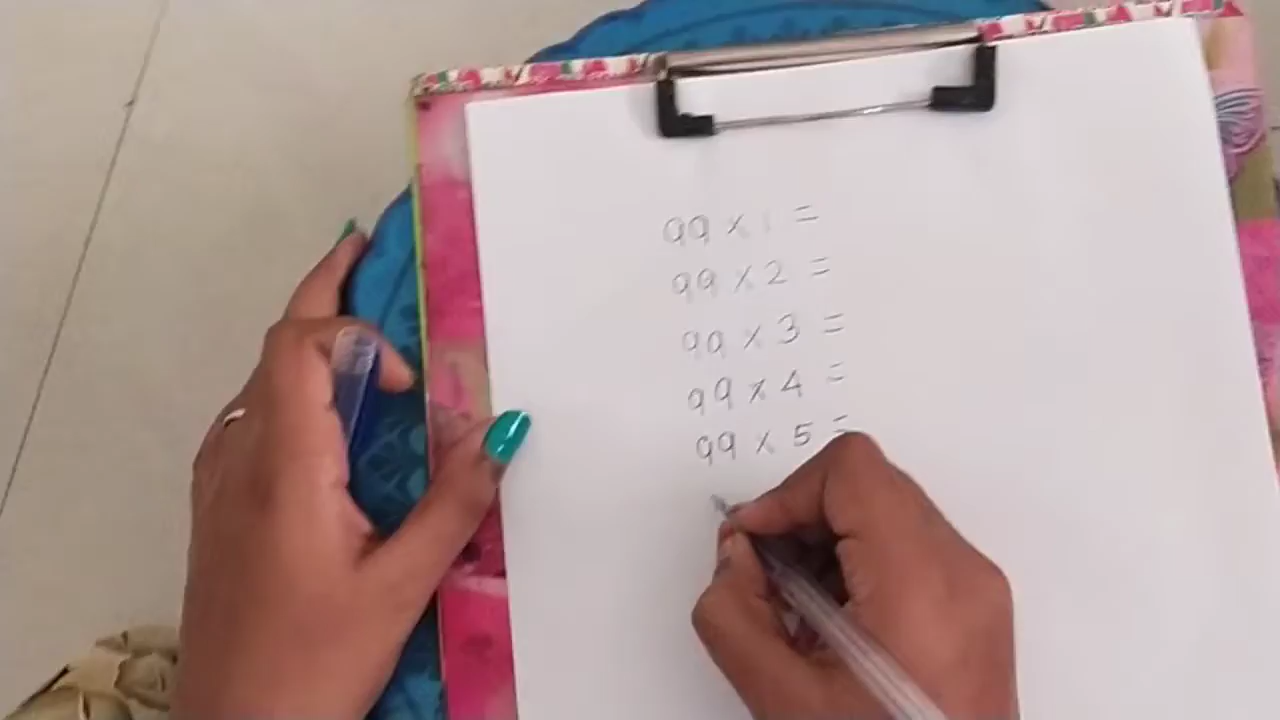 99 x 1 =
99 x 2 =
99 x 3 =
99 x 4 =
99 x 5 =